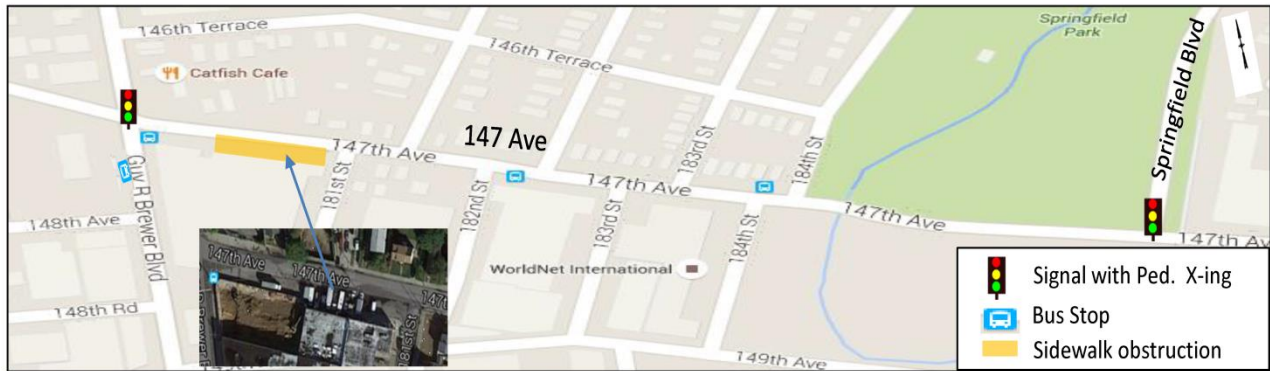 146th Terrace
Springfield
Park
Springfield Blvd
Catfish Cafe
146th Terrace
147 Ave
147th Ave
183rd St
184th St
Guy R Brewer Blvd
181st St
147th Ave
182nd St
147th Ave
147th Ave
148th Ave
183rd St
184th St
147th Ave
147th Ave
WorldNet International
148th Rd
181st St
149th Ave
Signal with Ped. X-ing
Bus Stop
Sidewalk obstruction